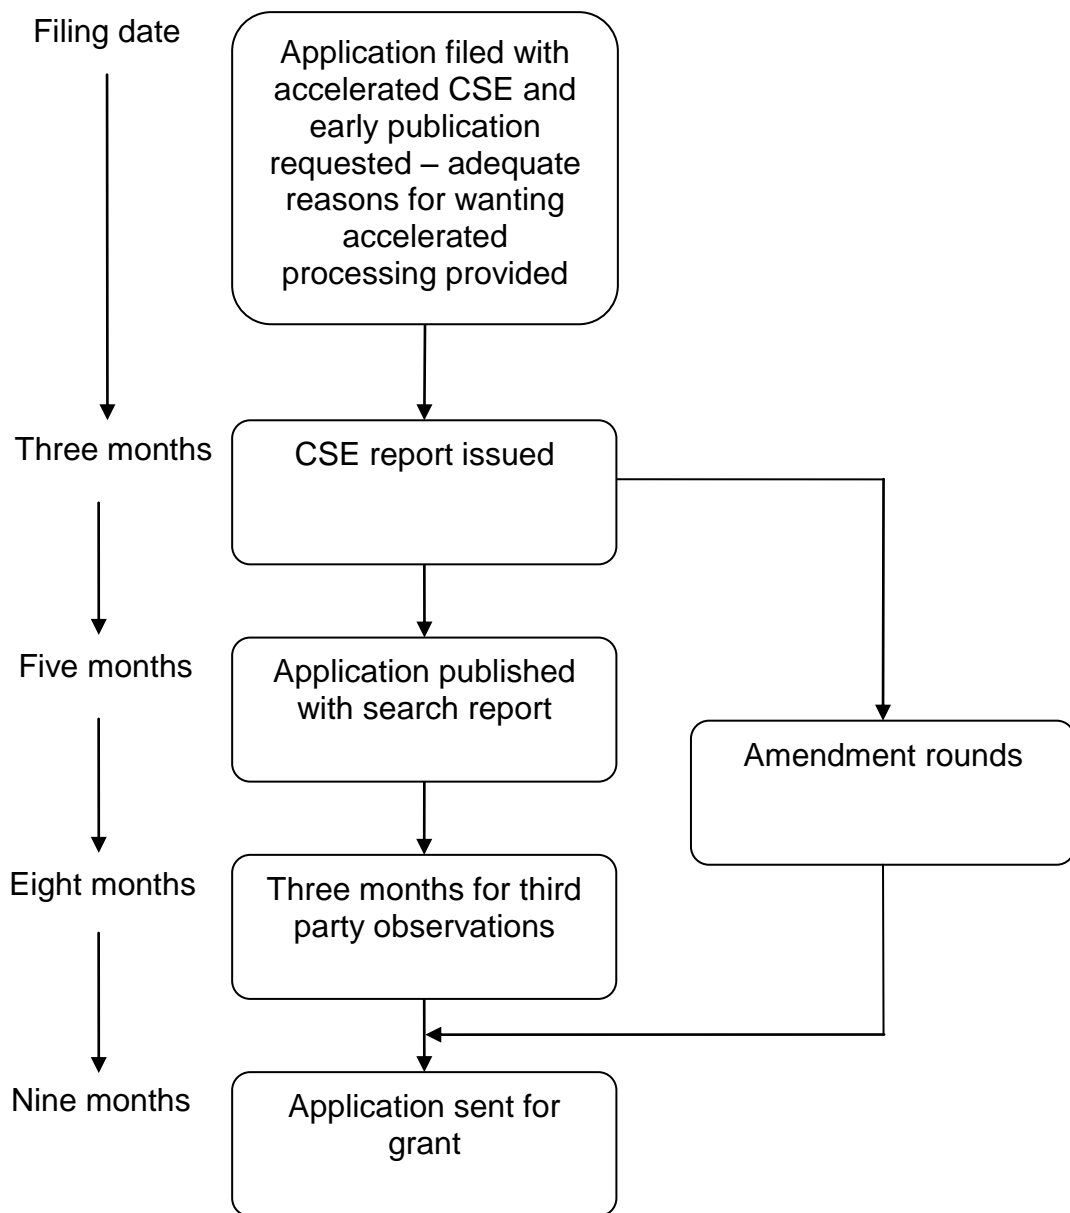 Filing date
Application filed with
accelerated CSE and
early publication
requested – adequate
reasons for wanting
accelerated
processing provided
Three months
CSE report issued
Five months
Application published
with search report
Amendment rounds
Eight months
Three months for third
party observations
Nine months
Application sent for
grant